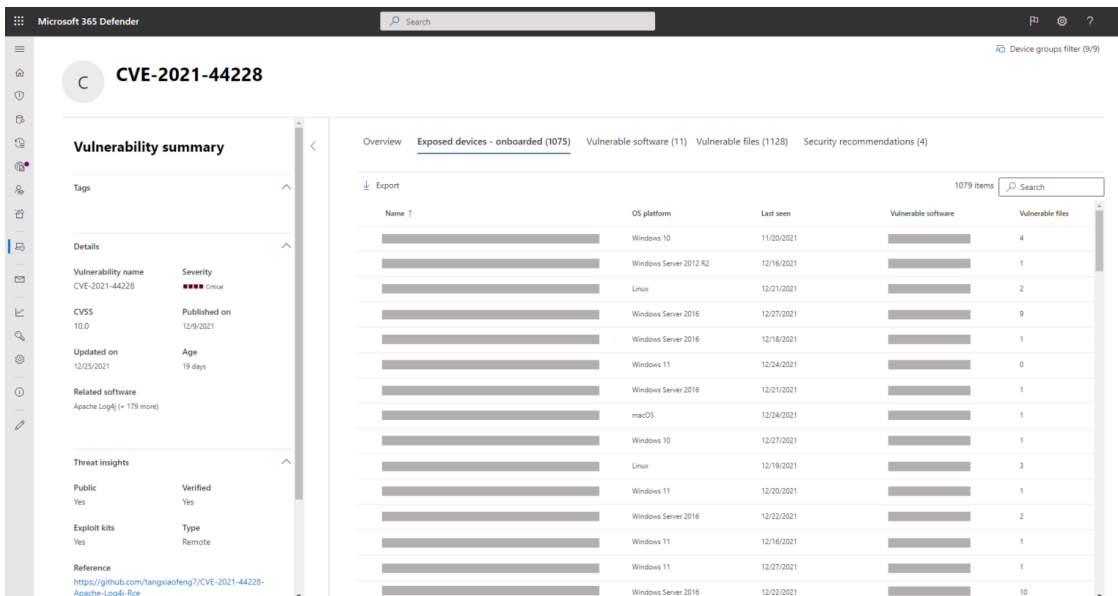 Microsoft 365 Defender
Search
Device groups filter (9/9)
C
CVE-2021-44228
Vulnerability summary
Tags
Details
Vulnerability name Severity
CVE-2021-44228 Critical
CVSS Published on
10.0 12/9/2021
Updated on Age
12/25/2021 19 days
Related software
Apache Log4j (+ 179 more)
Threat insights
Public Verified
Yes Yes
Exploit kits Type
Yes Remote
Reference
https://github.com/tangxiaofeng7/CVE-2021-44228-
Apache-Log4j-Rce
Overview Exposed devices - onboarded (1075) Vulnerable software (11) Vulnerable files (1128) Security recommendations (4)
Export 1079 items Search
Name ↑ OS platform Last seen Vulnerable software Vulnerable files
Windows 10 11/20/2021 4
Windows Server 2012 R2 12/16/2021 1
Linux 12/21/2021 2
Windows Server 2016 12/27/2021 9
Windows Server 2016 12/18/2021 1
Windows 11 12/24/2021 0
Windows Server 2016 12/21/2021 1
macOS 12/24/2021 1
Windows 10 12/27/2021 1
Linux 12/19/2021 3
Windows 11 12/20/2021 1
Windows Server 2016 12/22/2021 2
Windows 11 12/16/2021 1
Windows 11 12/27/2021 1
Windows Server 2016 12/22/2021 10